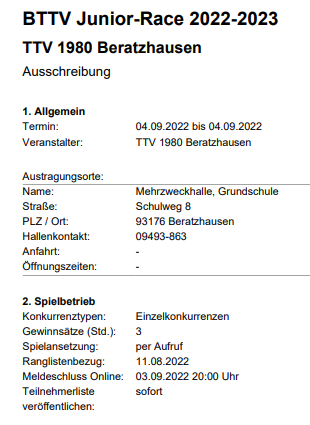 BTTV Junior-Race 2022-2023
TTV 1980 Beratzhausen
Ausschreibung
1. Allgemein
Termin: 04.09.2022 bis 04.09.2022
Veranstalter: TTV 1980 Beratzhausen
Austragungsorte:
Name: Mehrzweckhalle, Grundschule
Straße: Schulweg 8
PLZ / Ort: 93176 Beratzhausen
Hallenkontakt: 09493-863
Anfahrt: -
Öffnungszeiten: -
2. Spielbetrieb
Konkurrenztypen: Einzelkonkurrenzen
Gewinnsätze (Std.): 3
Spielansetzung: per Aufruf
Ranglistenbezug: 11.08.2022
Meldeschluss Online: 03.09.2022 20:00 Uhr
Teilnehmerliste sofort
veröffentlichen: